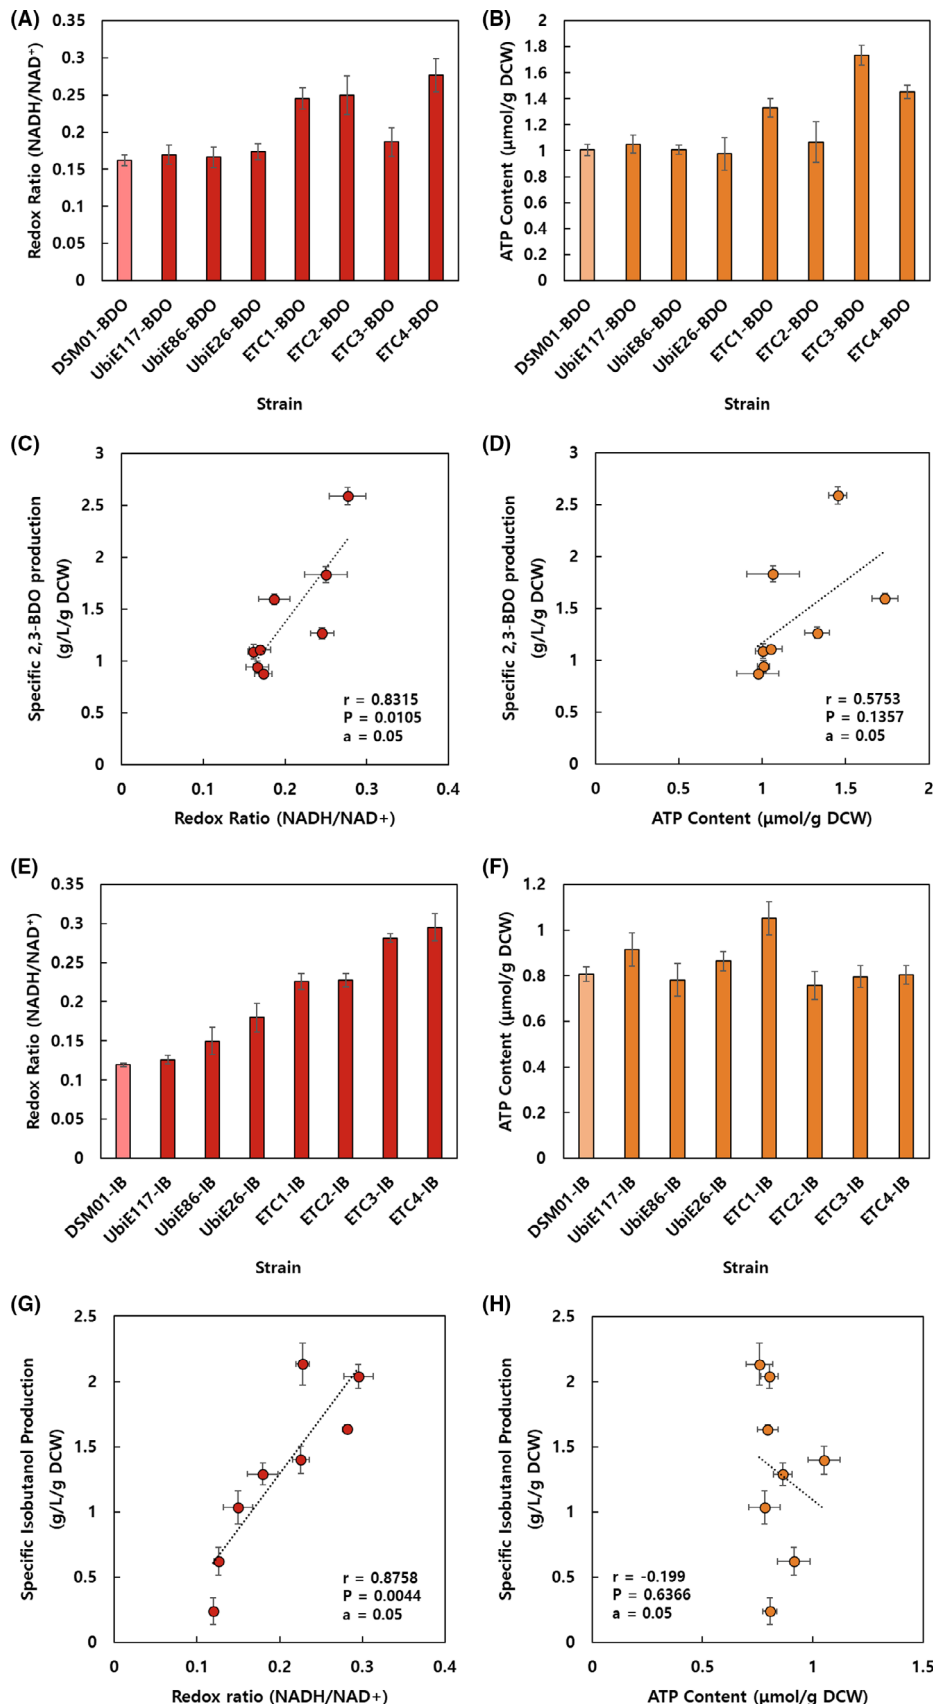 (A)
Redox Ratio (NADH/NAD⁺)
0.35
0.3
0.25
0.2
0.15
0.1
0.05
0
DSM01-BDO
UbiE117-BDO
UbiE86-BDO
UbiE26-BDO
ETC1-BDO
ETC2-BDO
ETC3-BDO
ETC4-BDO
Strain
(B)
ATP Content (μmol/g DCW)
2
1.8
1.6
1.4
1.2
1
0.8
0.6
0.4
0.2
0
DSM01-BDO
UbiE117-BDO
UbiE86-BDO
UbiE26-BDO
ETC1-BDO
ETC2-BDO
ETC3-BDO
ETC4-BDO
Strain
(C)
Specific 2,3-BDO production
(g/L/g DCW)
3
2.5
2
1.5
1
0.5
0
r = 0.8315
P = 0.0105
a = 0.05
0
0.1
0.2
0.3
0.4
Redox Ratio (NADH/NAD+)
(D)
Specific 2,3-BDO production
(g/L/g DCW)
3
2.5
2
1.5
1
0.5
0
r = 0.5753
P = 0.1357
a = 0.05
0
0.5
1
1.5
2
ATP Content (μmol/g DCW)
(E)
Redox Ratio (NADH/NAD⁺)
0.35
0.3
0.25
0.2
0.15
0.1
0.05
0
DSM01-IB
UbiE117-IB
UbiE86-IB
UbiE26-IB
ETC1-IB
ETC2-IB
ETC3-IB
ETC4-IB
Strain
(F)
ATP Content (μmol/g DCW)
1.2
1
0.8
0.6
0.4
0.2
0
DSM01-IB
UbiE117-IB
UbiE86-IB
UbiE26-IB
ETC1-IB
ETC2-IB
ETC3-IB
ETC4-IB
Strain
(G)
Specific Isobutanol Production
(g/L/g DCW)
2.5
2
1.5
1
0.5
0
r = 0.8758
P = 0.0044
a = 0.05
0
0.1
0.2
0.3
0.4
Redox ratio (NADH/NAD+)
(H)
Specific Isobutanol Production
(g/L/g DCW)
2.5
2
1.5
1
0.5
0
r = -0.199
P = 0.6366
a = 0.05
0
0.5
1
1.5
ATP Content (μmol/g DCW)